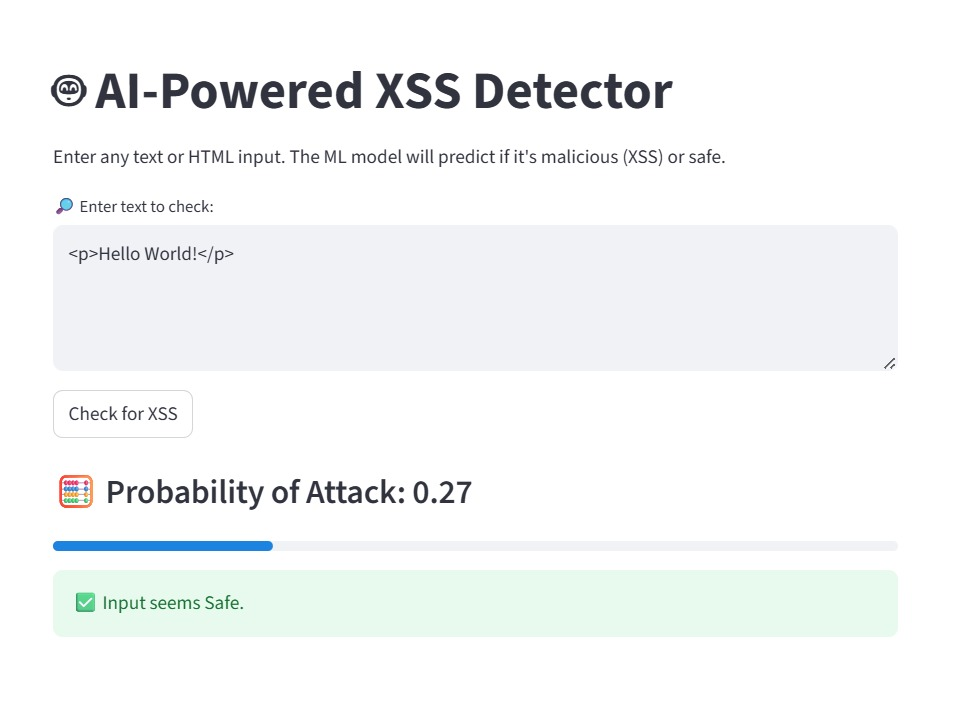 AI-Powered XSS Detector
Enter any text or HTML input. The ML model will predict if it's malicious (XSS) or safe.
Enter text to check:
<p>Hello World!</p>
Check for XSS
Probability of Attack: 0.27
Input seems Safe.